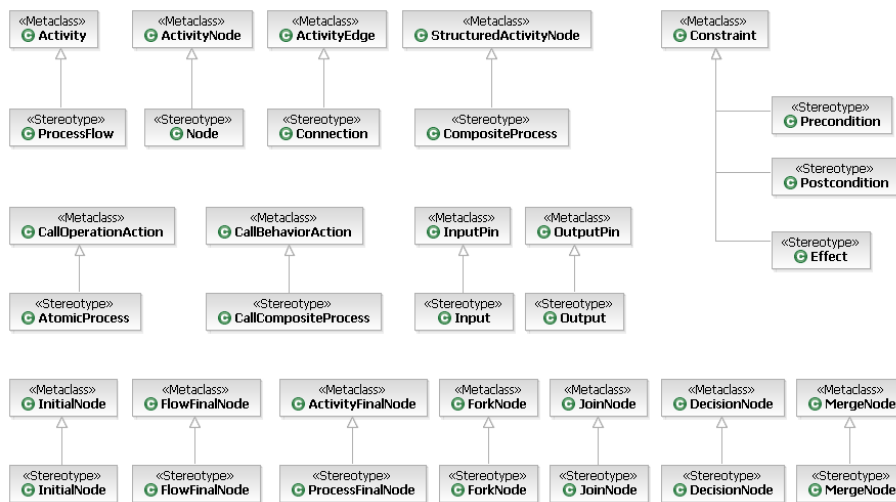 «Metaclass»
Activity
«Metaclass»
ActivityNode
«Metaclass»
ActivityEdge
«Metaclass»
StructuredActivityNode
«Metaclass»
Constraint
«Stereotype»
ProcessFlow
«Stereotype»
Node
«Stereotype»
Connection
«Stereotype»
CompositeProcess
«Stereotype»
Precondition
«Stereotype»
Postcondition
«Stereotype»
Effect
«Metaclass»
CallOperationAction
«Metaclass»
CallBehaviorAction
«Metaclass»
InputPin
«Metaclass»
OutputPin
«Stereotype»
AtomicProcess
«Stereotype»
CallCompositeProcess
«Stereotype»
Input
«Stereotype»
Output
«Metaclass»
InitialNode
«Metaclass»
FlowFinalNode
«Metaclass»
ActivityFinalNode
«Metaclass»
ForkNode
«Metaclass»
JoinNode
«Metaclass»
DecisionNode
«Metaclass»
MergeNode
«Stereotype»
InitialNode
«Stereotype»
FlowFinalNode
«Stereotype»
ProcessFinalNode
«Stereotype»
ForkNode
«Stereotype»
JoinNode
«Stereotype»
DecisionNode
«Stereotype»
MergeNode